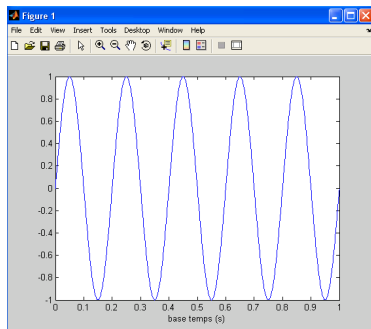 Figure 1
File Edit View Insert Tools Desktop Window Help
1
0.8
0.6
0.4
0.2
0
-0.2
-0.4
-0.6
-0.8
-1
0 0.1 0.2 0.3 0.4 0.5 0.6 0.7 0.8 0.9 1
base temps (s)